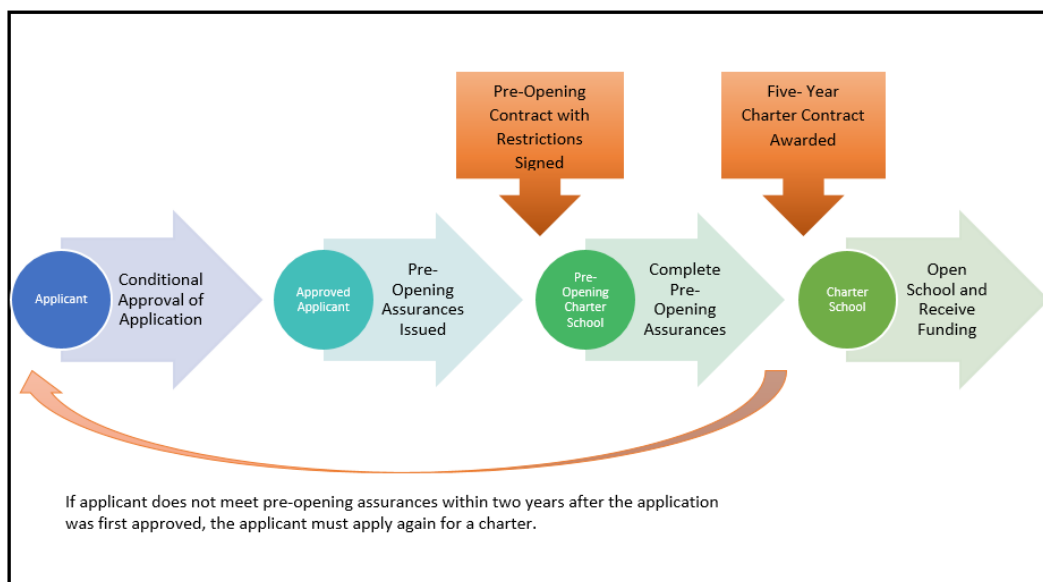 Pre-Opening
Contract with
Restrictions
Signed
Five- Year
Charter Contract
Awarded
Applicant
Conditional
Approval of
Application
Approved
Applicant
Pre-
Opening
Assurances
Issued
Pre-
Opening
Charter
School
Complete
Pre-
Opening
Assurances
Charter
School
Open
School and
Receive
Funding
If applicant does not meet pre-opening assurances within two years after the application
was first approved, the applicant must apply again for a charter.